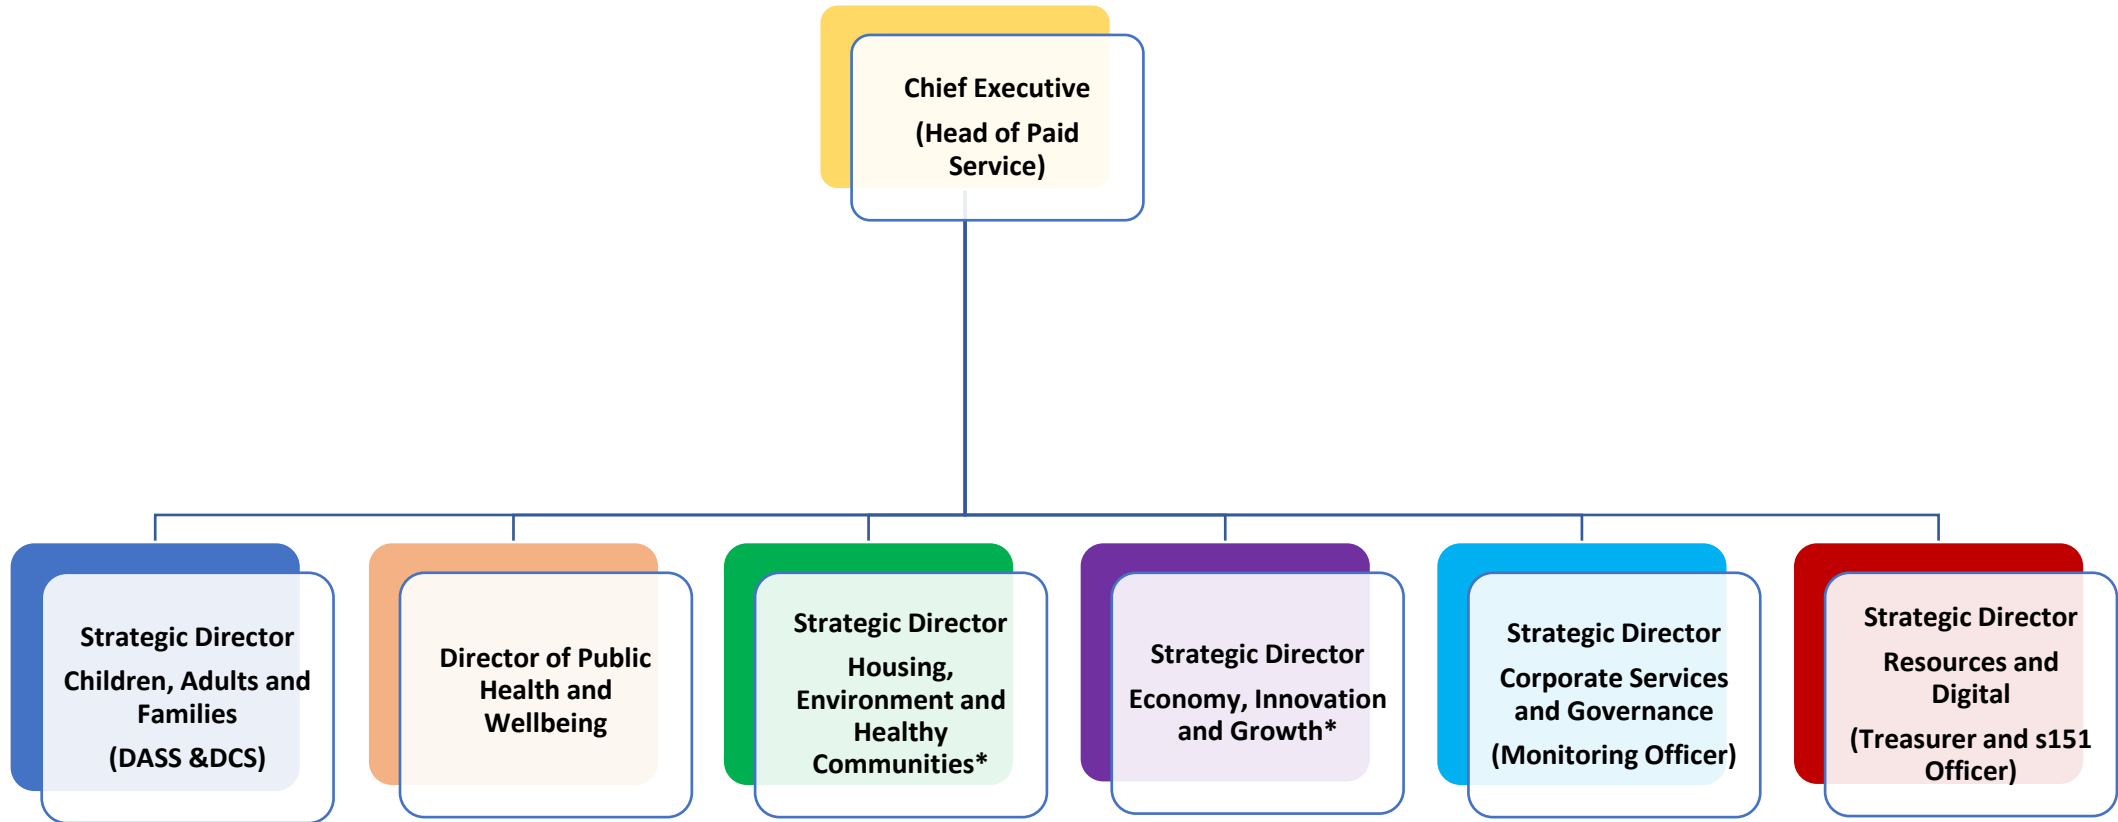 Chief Executive
(Head of Paid
Service)
Strategic Director
Children, Adults and
Families
(DASS &DCS)
Director of Public
Health and
Wellbeing
Strategic Director
Housing,
Environment and
Healthy
Communities*
Strategic Director
Economy, Innovation
and Growth*
Strategic Director
Corporate Services
and Governance
(Monitoring Officer)
Strategic Director
Resources and
Digital
(Treasurer and s151
Officer)